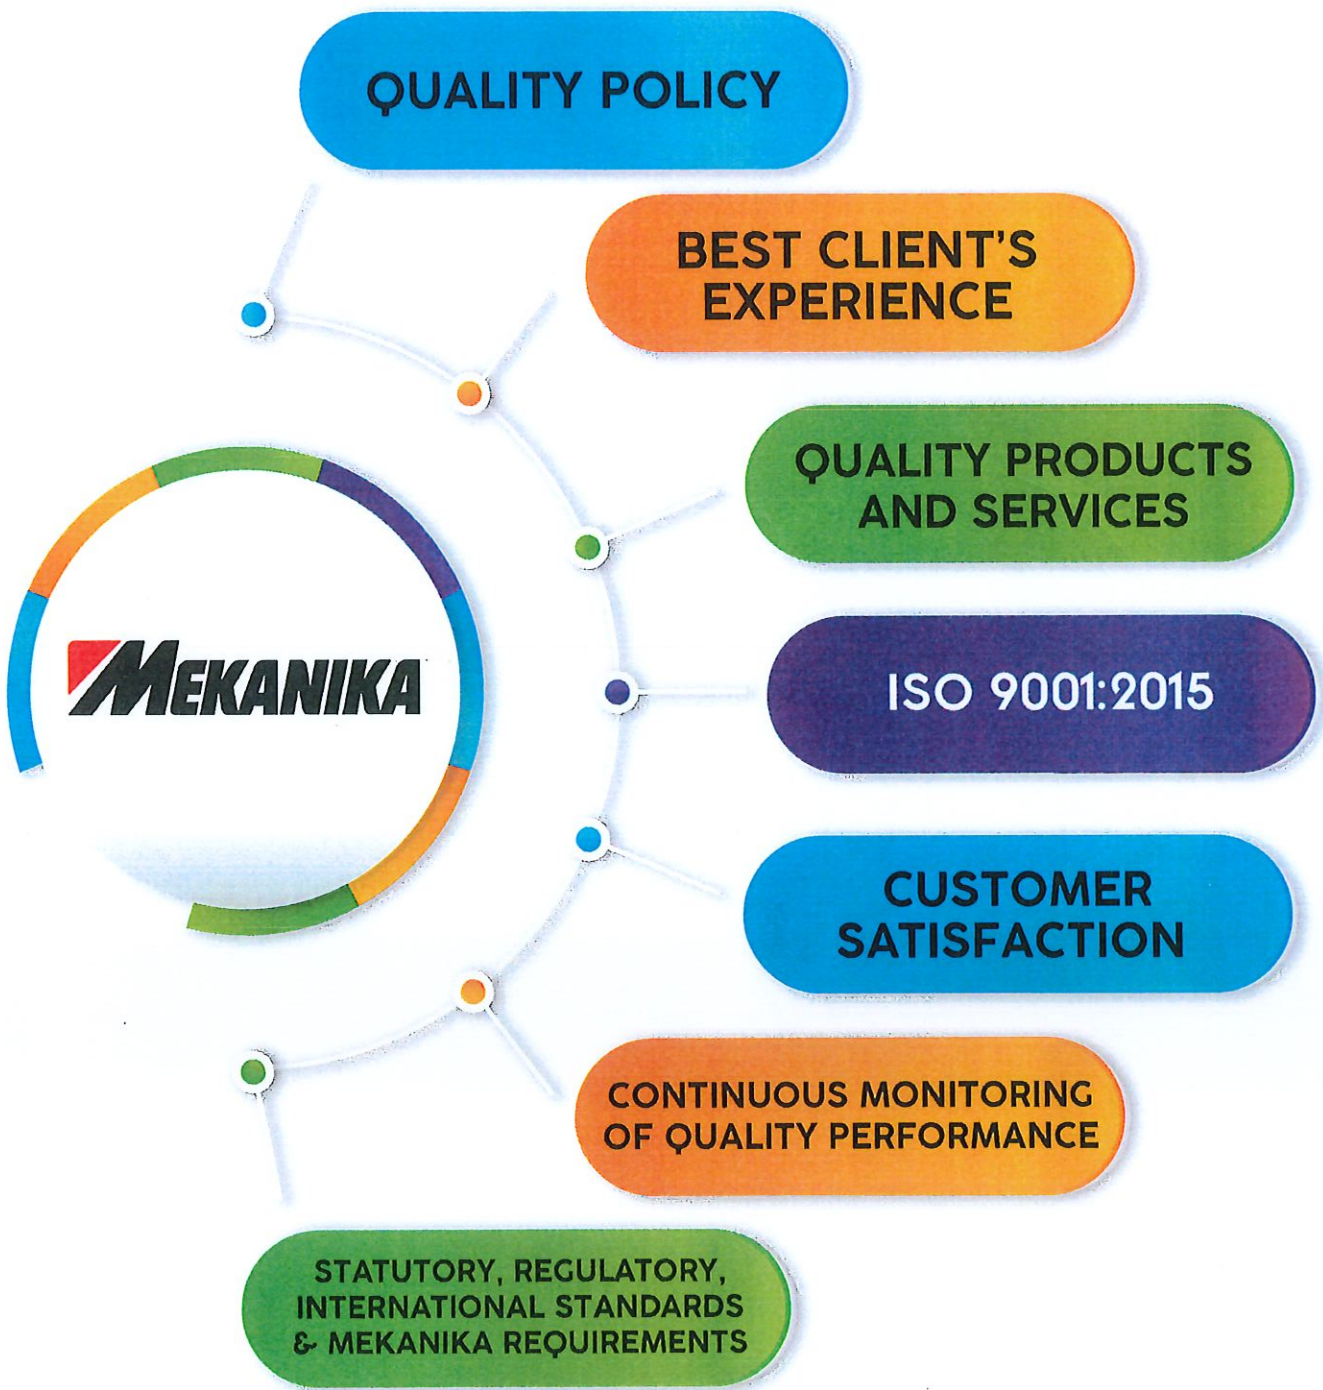 QUALITY POLICY
BEST CLIENT'S
EXPERIENCE
QUALITY PRODUCTS
AND SERVICES
MEKANIKA
ISO 9001:2015
CUSTOMER
SATISFACTION
CONTINUOUS MONITORING
OF QUALITY PERFORMANCE
STATUTORY, REGULATORY,
INTERNATIONAL STANDARDS
& MEKANIKA REQUIREMENTS